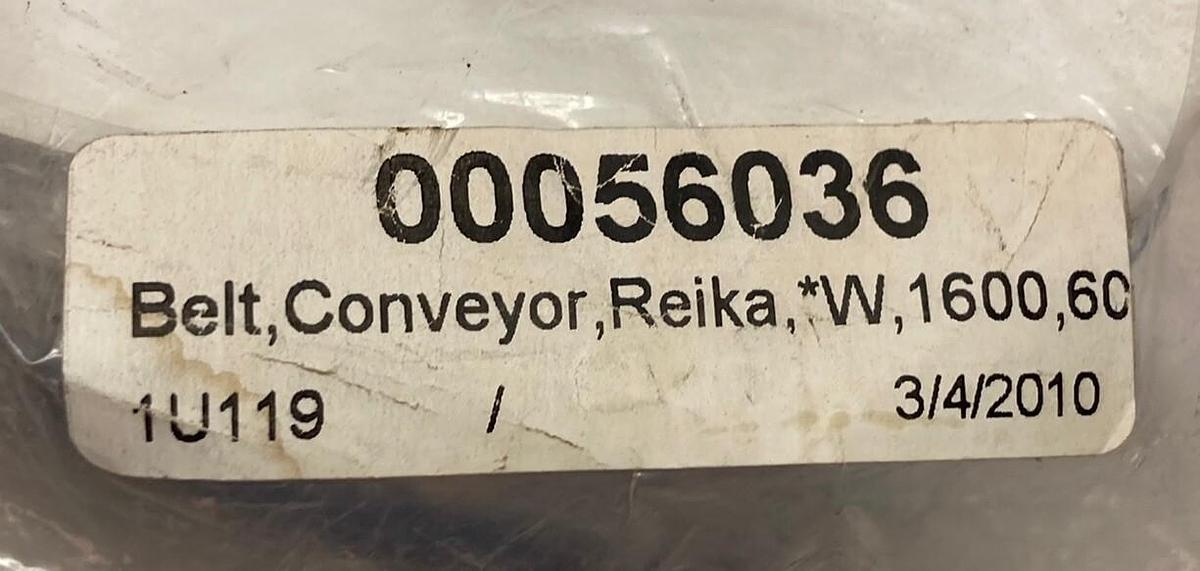 00056036
Belt,Conveyor,Reika,*W,1600,60
1U119 / 3/4/2010